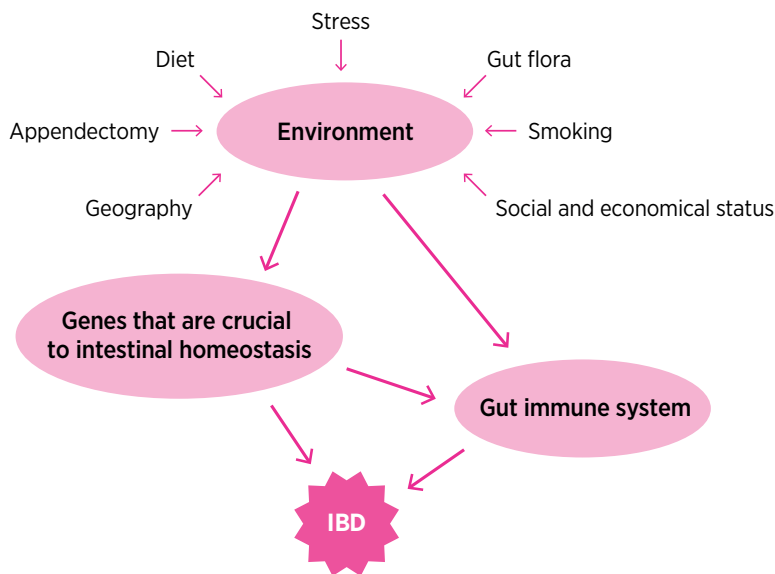 Stress
Diet
Gut flora
Appendectomy
Environment
Smoking
Geography
Social and economical status
Genes that are crucial
to intestinal homeostasis
Gut immune system
IBD